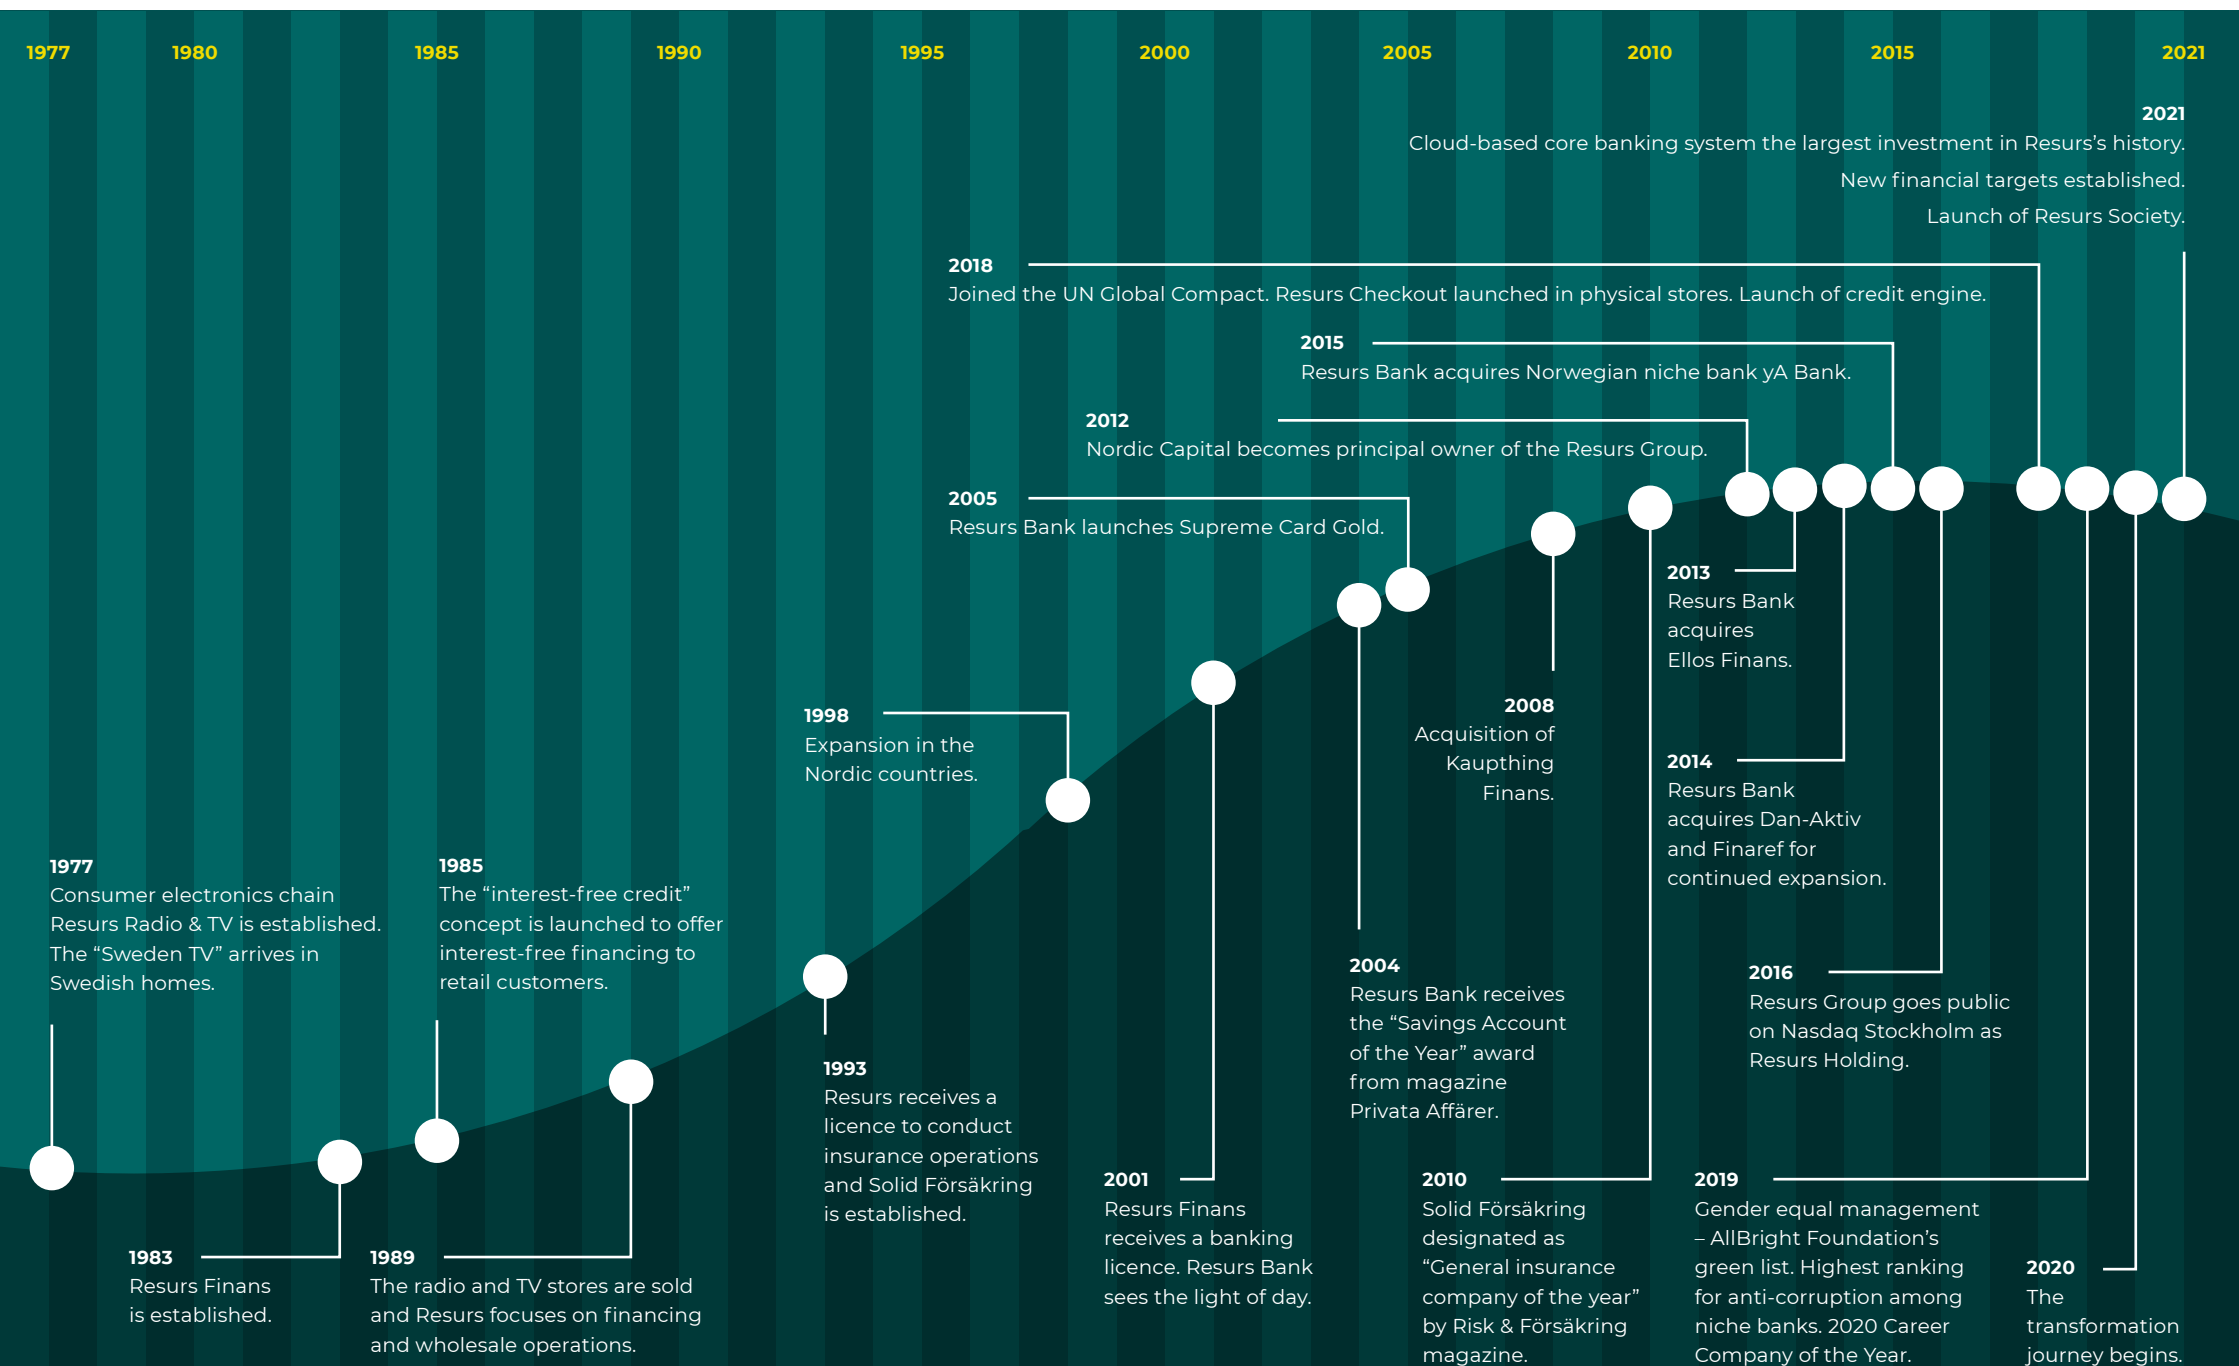 1977 1980 1985 1990 1995 2000 2005 2010 2015 2021
2021
Cloud-based core banking system the largest investment in Resurs’s history.
New financial targets established.
Launch of Resurs Society.
2018
Joined the UN Global Compact. Resurs Checkout launched in physical stores. Launch of credit engine.
2015
Resurs Bank acquires Norwegian niche bank yA Bank.
2012
Nordic Capital becomes principal owner of the Resurs Group.
2005
Resurs Bank launches Supreme Card Gold.
2013
Resurs Bank
acquires
Ellos Finans.
1998
Expansion in the
Nordic countries.
2008
Acquisition of
Kaupthing
Finans.
2014
Resurs Bank
acquires Dan-Aktiv
and Finaref for
continued expansion.
1977
Consumer electronics chain
Resurs Radio & TV is established.
The “Sweden TV” arrives in
Swedish homes.
1985
The “interest-free credit”
concept is launched to offer
interest-free financing to
retail customers.
2004
Resurs Bank receives
the “Savings Account
of the Year” award
from magazine
Privata Affärer.
2016
Resurs Group goes public
on Nasdaq Stockholm as
Resurs Holding.
1993
Resurs receives a
licence to conduct
insurance operations
and Solid Försäkring
is established.
2001
Resurs Finans
receives a banking
licence. Resurs Bank
sees the light of day.
2010
Solid Försäkring
designated as
“General insurance
company of the year”
by Risk & Försäkring
magazine.
2019
Gender equal management
– AllBright Foundation’s
green list. Highest ranking
for anti-corruption among
niche banks. 2020 Career
Company of the Year.
1983
Resurs Finans
is established.
1989
The radio and TV stores are sold
and Resurs focuses on financing
and wholesale operations.
2020
The
transformation
journey begins.